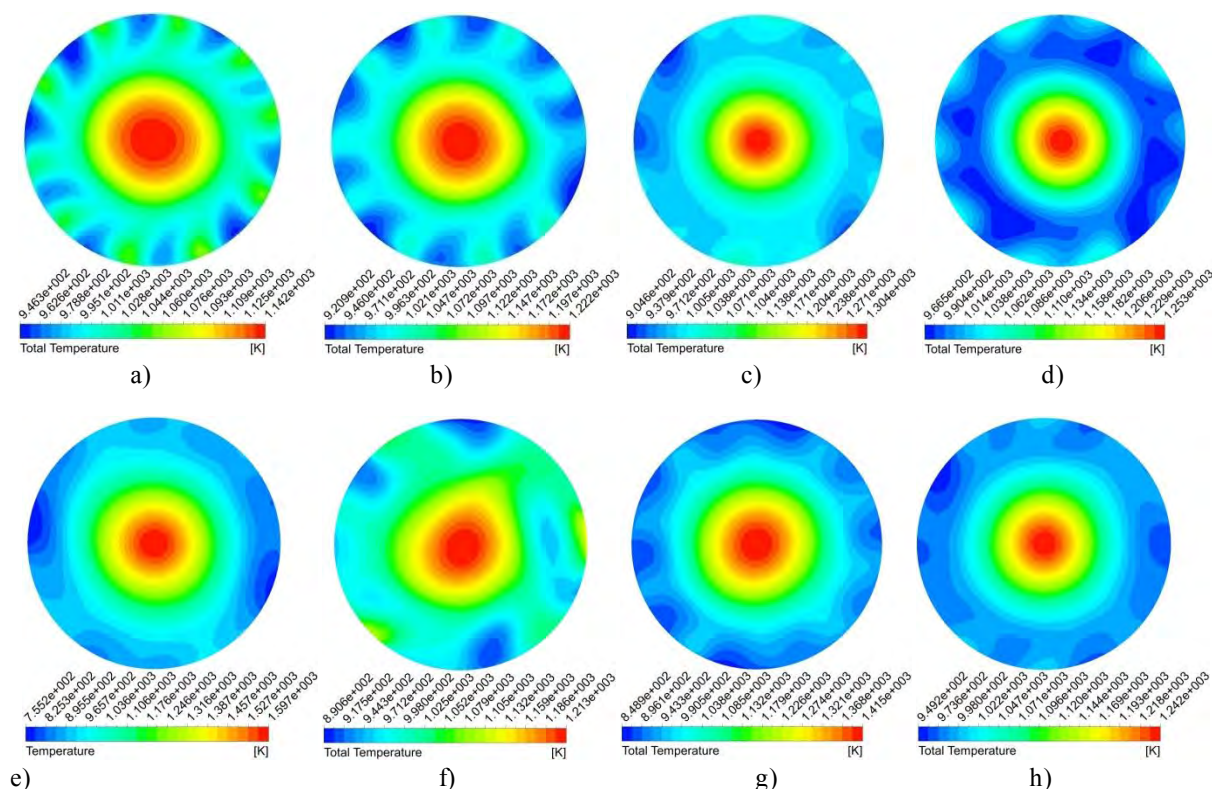 9.463e+002
9.626e+002
9.788e+002
9.951e+002
1.011e+003
1.028e+003
1.044e+003
1.060e+003
1.076e+003
1.093e+003
1.109e+003
1.125e+003
1.142e+003
Total Temperature [K]
a)
9.209e+002
9.460e+002
9.711e+002
9.963e+002
1.021e+003
1.047e+003
1.072e+003
1.097e+003
1.122e+003
1.147e+003
1.172e+003
1.197e+003
1.222e+003
Total Temperature [K]
b)
9.046e+002
9.379e+002
9.712e+002
1.005e+003
1.038e+003
1.071e+003
1.104e+003
1.138e+003
1.171e+003
1.204e+003
1.238e+003
1.271e+003
1.304e+003
Total Temperature [K]
c)
9.665e+002
9.904e+002
1.014e+003
1.038e+003
1.062e+003
1.086e+003
1.110e+003
1.134e+003
1.158e+003
1.182e+003
1.206e+003
1.229e+003
1.253e+003
Total Temperature [K]
d)
7.552e+002
8.253e+002
8.955e+002
9.657e+002
1.036e+003
1.106e+003
1.176e+003
1.246e+003
1.316e+003
1.387e+003
1.457e+003
1.527e+003
1.597e+003
Temperature [K]
e)
8.906e+002
9.175e+002
9.443e+002
9.712e+002
9.980e+002
1.025e+003
1.052e+003
1.079e+003
1.105e+003
1.132e+003
1.159e+003
1.186e+003
1.213e+003
Total Temperature [K]
f)
8.489e+002
8.961e+002
9.433e+002
9.905e+002
1.038e+003
1.085e+003
1.132e+003
1.179e+003
1.226e+003
1.274e+003
1.321e+003
1.368e+003
1.415e+003
Total Temperature [K]
g)
9.492e+002
9.736e+002
9.980e+002
1.022e+003
1.047e+003
1.071e+003
1.096e+003
1.120e+003
1.144e+003
1.169e+003
1.193e+003
1.218e+003
1.242e+003
Total Temperature [K]
h)